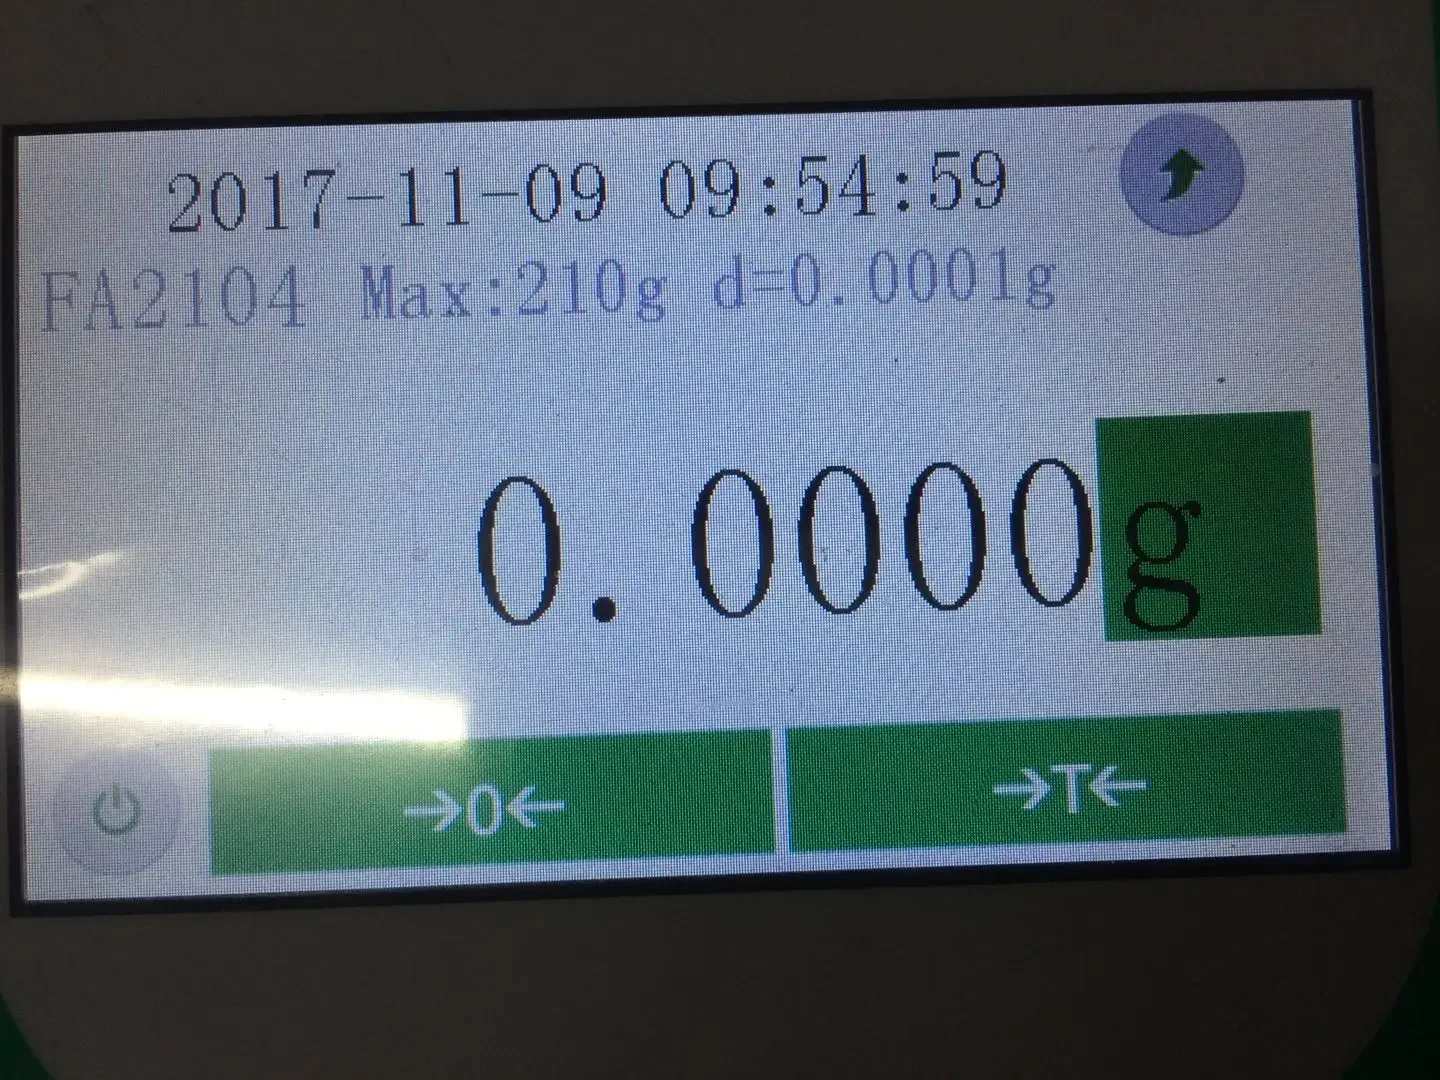 2017-11-09 09:54:59
FA2104 Max:210g d=0.0001g
0.0000g
→0← →T←